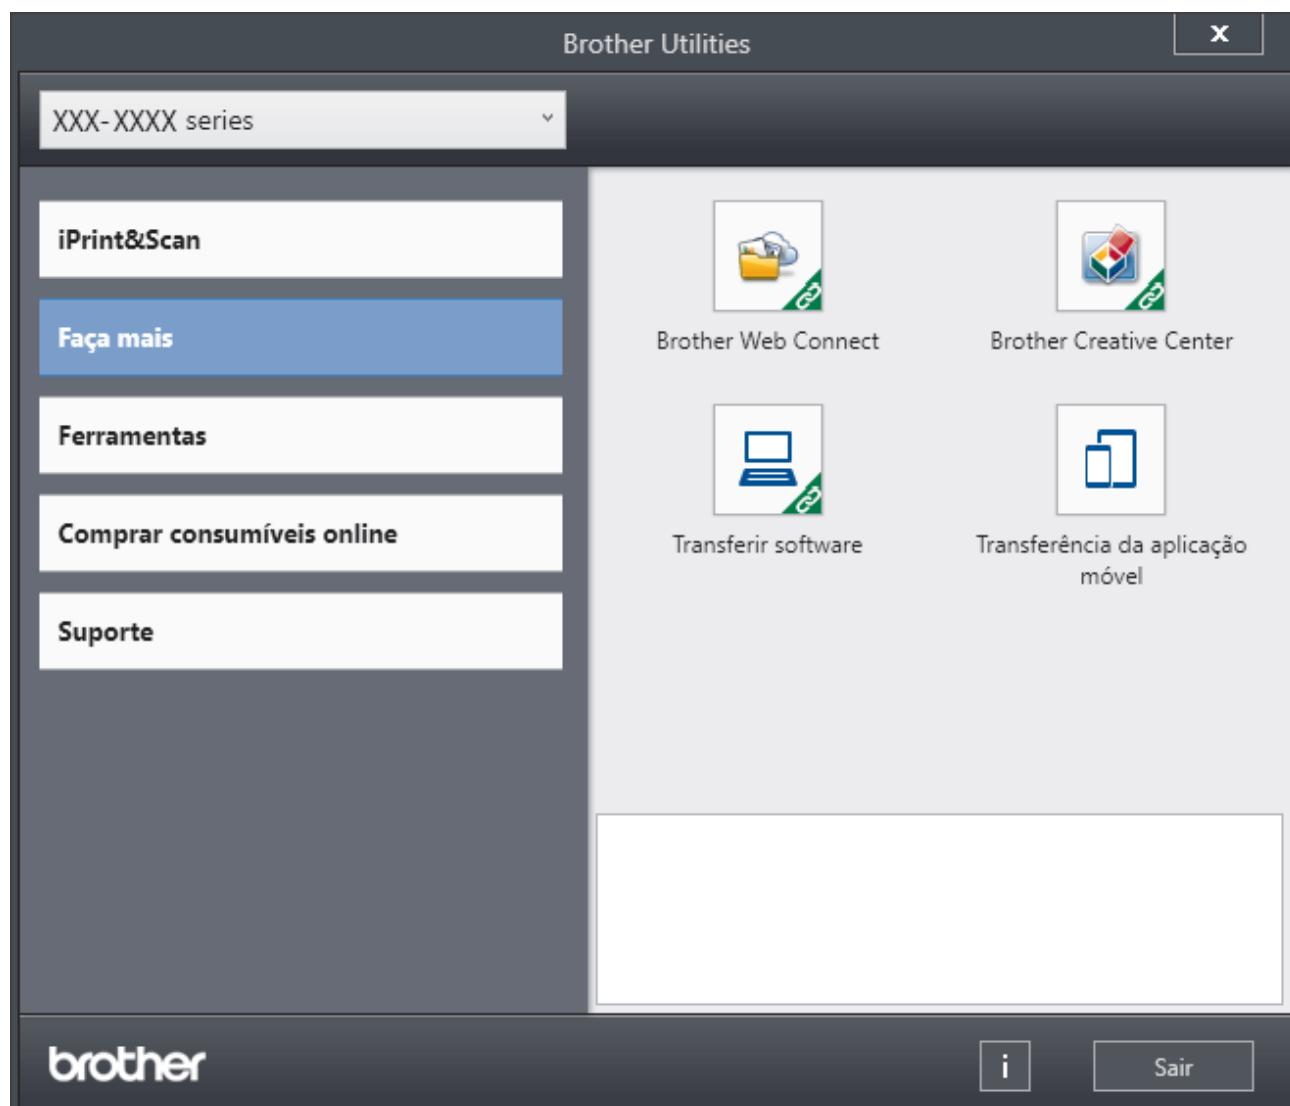 Brother Utilities
x
XXX-XXXX series
iPrint&Scan
Faça mais
Ferramentas
Comprar consumíveis online
Suporte
Brother Web Connect
Brother Creative Center
Transferir software
Transferência da aplicação
móvel
brother
i
Sair